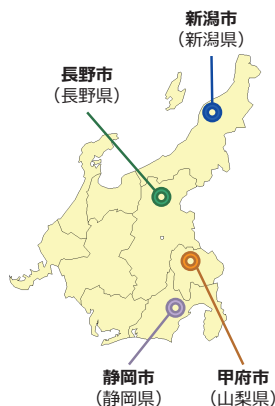 新潟市
（新潟県）
長野市
（長野県）
静岡市
（静岡県）
甲府市
（山梨県）